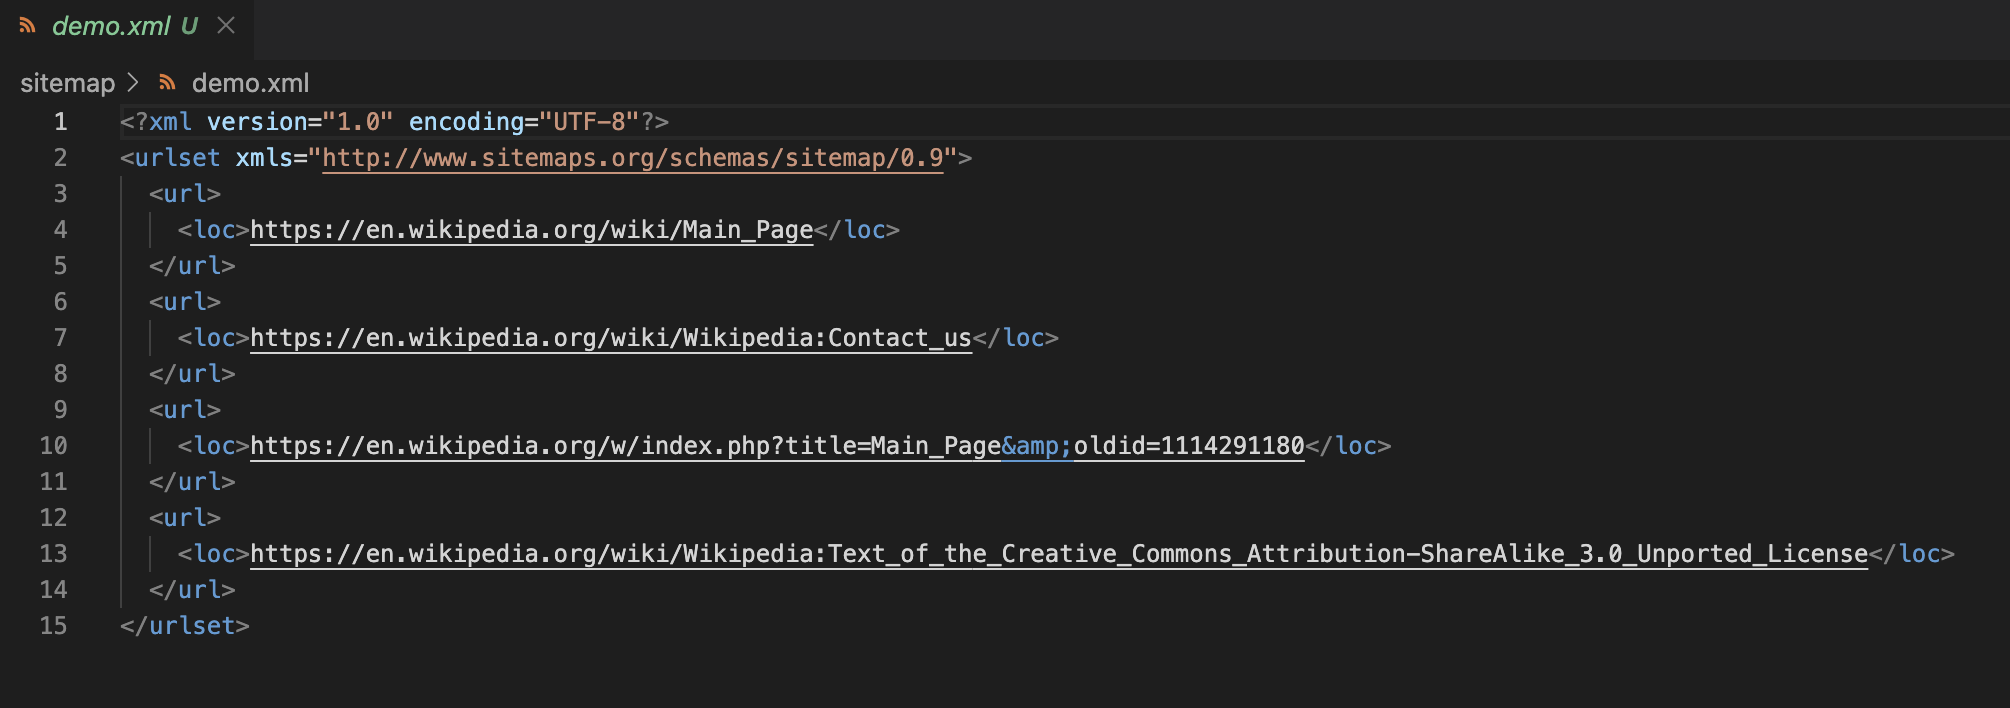 demo.xml U
sitemap > demo.xml
1 <?xml version="1.0" encoding="UTF-8"?>
2 <urlset xmls="http://www.sitemaps.org/schemas/sitemap/0.9">
3 <url>
4 <loc>https://en.wikipedia.org/wiki/Main_Page</loc>
5 </url>
6 <url>
7 <loc>https://en.wikipedia.org/wiki/Wikipedia:Contact_us</loc>
8 </url>
9 <url>
10 <loc>https://en.wikipedia.org/w/index.php?title=Main_Page&amp;oldid=1114291180</loc>
11 </url>
12 <url>
13 <loc>https://en.wikipedia.org/wiki/Wikipedia:Text_of_the_Creative_Commons_Attribution-ShareAlike_3.0_Unported_License</loc>
14 </url>
15 </urlset>